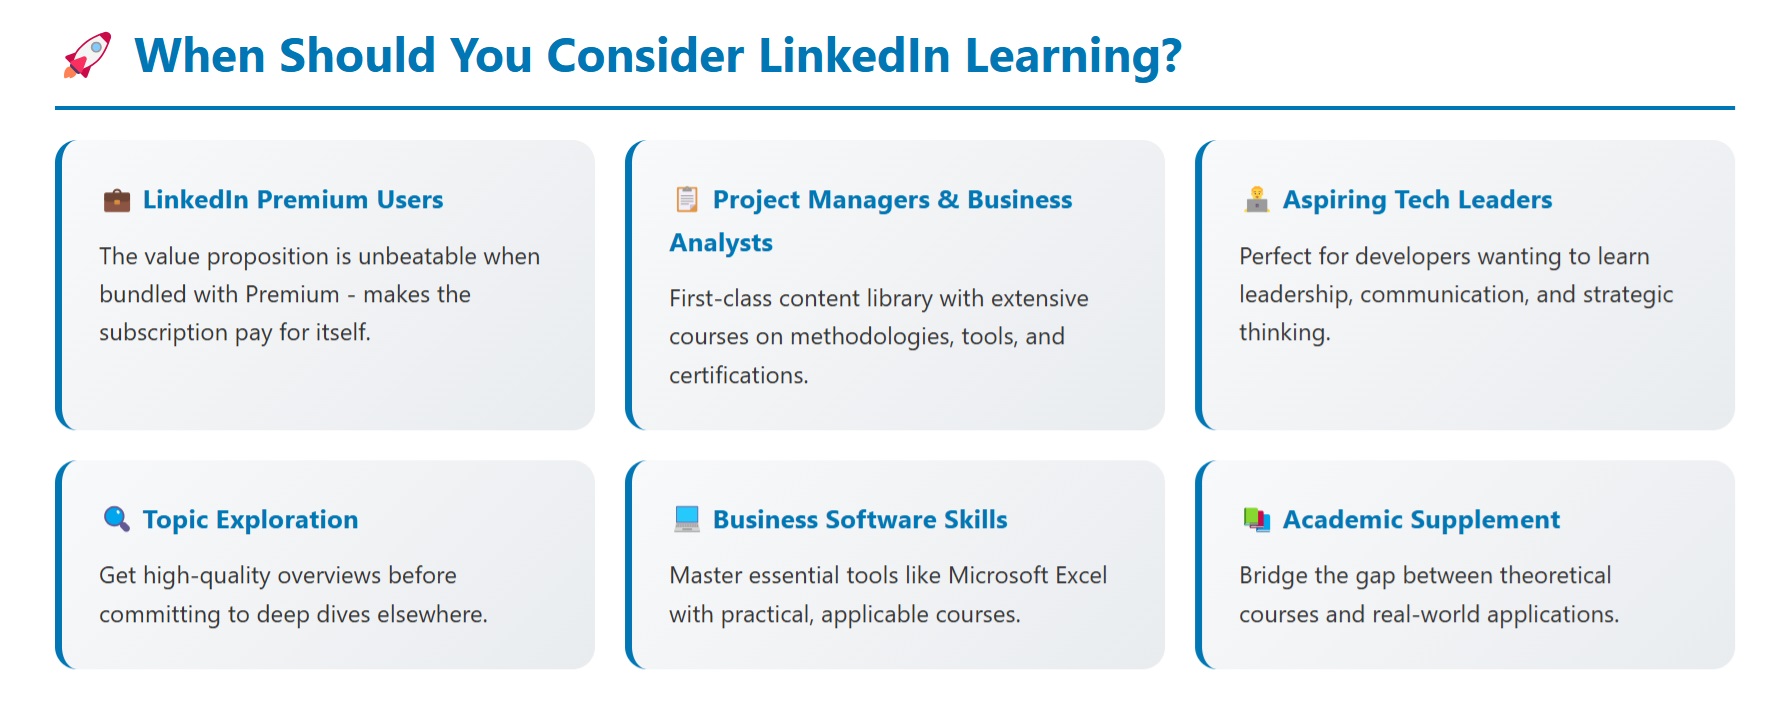 🚀 When Should You Consider LinkedIn Learning?
💼 LinkedIn Premium Users
The value proposition is unbeatable when
bundled with Premium - makes the
subscription pay for itself.
📋 Project Managers & Business
Analysts
First-class content library with extensive
courses on methodologies, tools, and
certifications.
🧑‍💻 Aspiring Tech Leaders
Perfect for developers wanting to learn
leadership, communication, and strategic
thinking.
🔍 Topic Exploration
Get high-quality overviews before
committing to deep dives elsewhere.
💻 Business Software Skills
Master essential tools like Microsoft Excel
with practical, applicable courses.
📚 Academic Supplement
Bridge the gap between theoretical
courses and real-world applications.